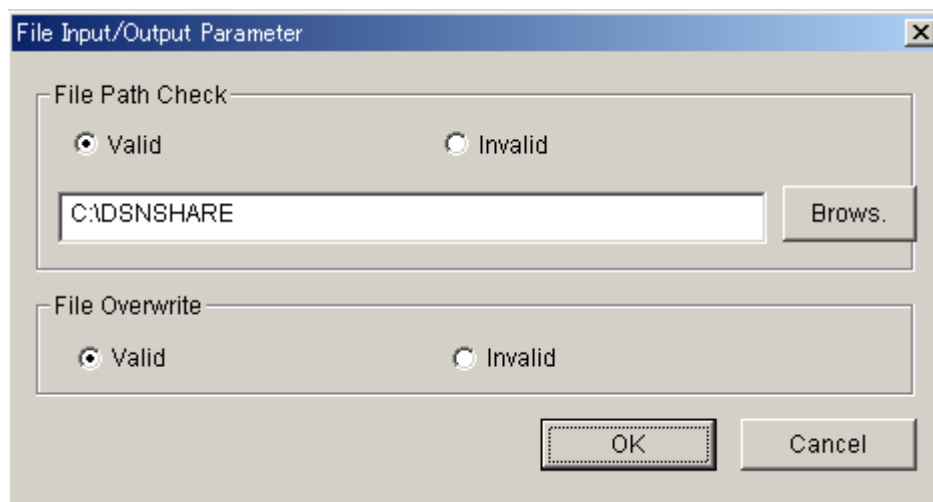 File Input/Output Parameter
File Path Check
Valid Invalid
C:\DSNSHARE Brows.
File Overwrite
Valid Invalid
OK Cancel